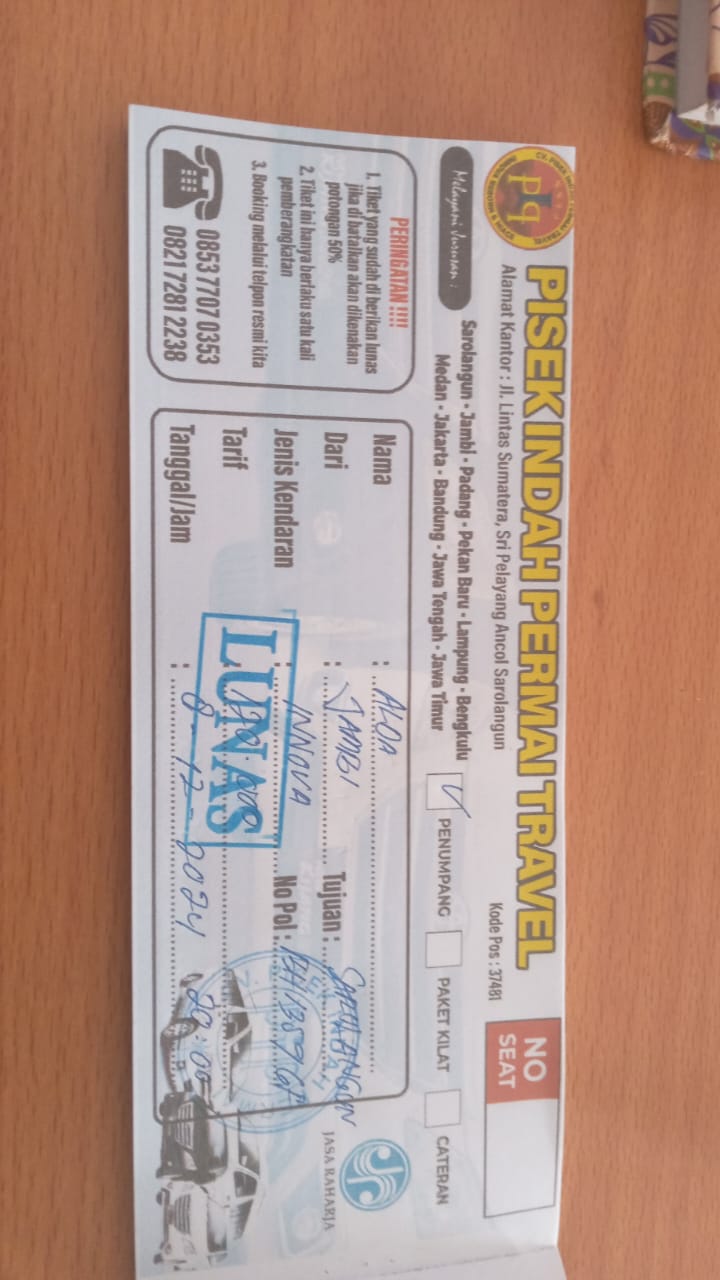 PISEK INDAH PERMAI TRAVEL
Alamat Kantor : Jl. Lintas Sumatera, Sri Pelayang Ancol Sarolangun
Kode Pos : 37481
NO
SEAT
Melayani Jurusan :
Sarolangun - Jambi - Padang - Pekan Baru - Lampung - Bengkulu
Medan - Jakarta - Bandung - Jawa Tengah - Jawa Timur
PENUMPANG
PAKET KILAT
CATERAN
PERINGATAN !!!!
1. Tiket yang sudah di berikan lunas
jika di batalkan akan dikenakan
potongan 50%
2. Tiket ini hanya berlaku satu kali
pemberangkatan
3. Booking melalui telpon resmi kita
0853 7707 0353
0821 7281 2238
Nama :
Dari : JAMBI Tujuan :
Jenis Kendaran : INNOVA No Pol :
Tarif :
LUNAS
Tanggal/Jam : 8-12-2024 20:00
JASA RAHARJA